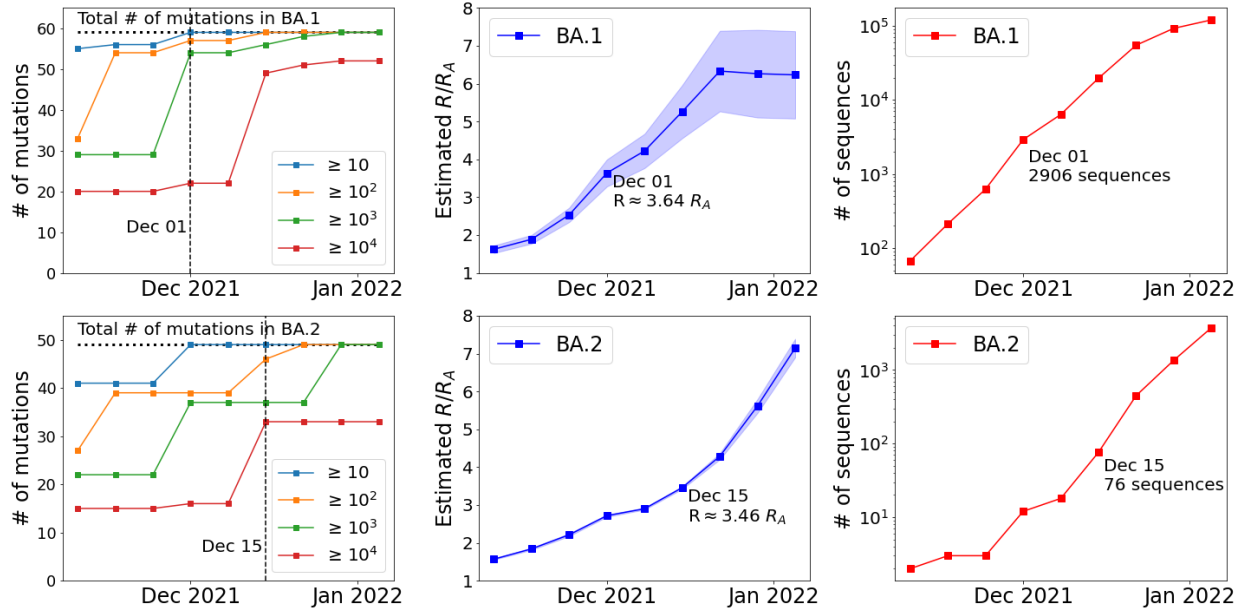 Total # of mutations in BA.1
# of mutations
60
50
40
30
20
10
0
≥ 10
≥ 10²
≥ 10³
≥ 10⁴
Dec 01
Dec 2021
Jan 2022
Estimated R/R_A
8
7
6
5
4
3
2
1
BA.1
Dec 01
R ≈ 3.64 R_A
Dec 2021
Jan 2022
# of sequences
10⁵
10⁴
10³
10²
BA.1
Dec 01
2906 sequences
Dec 2021
Jan 2022
Total # of mutations in BA.2
# of mutations
50
40
30
20
10
0
≥ 10
≥ 10²
≥ 10³
≥ 10⁴
Dec 15
Dec 2021
Jan 2022
Estimated R/R_A
8
7
6
5
4
3
2
1
BA.2
Dec 15
R ≈ 3.46 R_A
Dec 2021
Jan 2022
# of sequences
10³
10²
10¹
BA.2
Dec 15
76 sequences
Dec 2021
Jan 2022